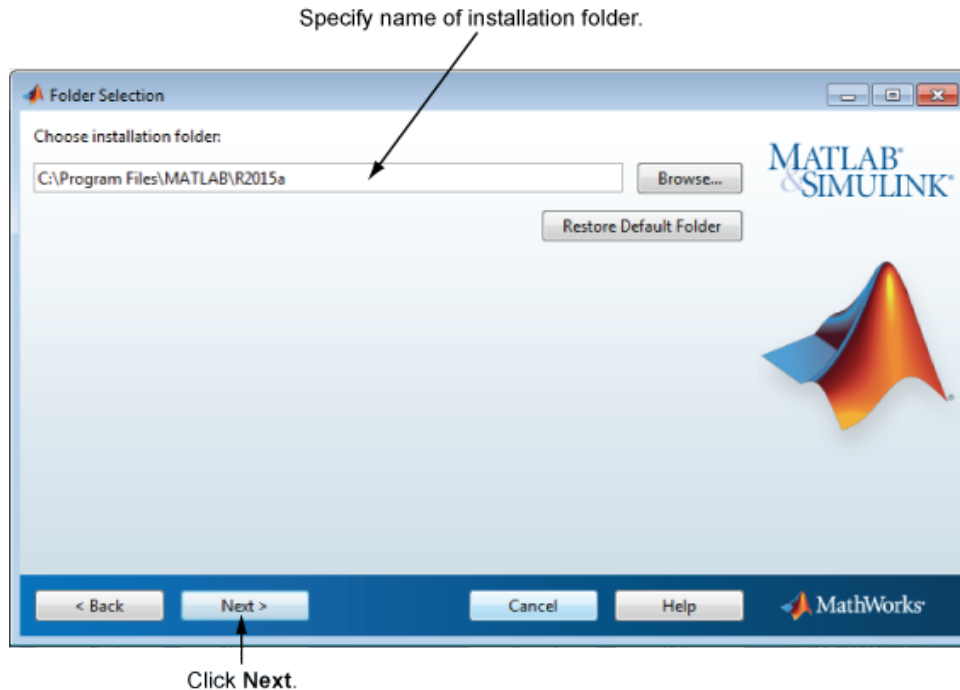 Specify name of installation folder.
Folder Selection
Choose installation folder:
C:\Program Files\MATLAB\R2015a
Browse...
MATLAB®
&SIMULINK®
Restore Default Folder
< Back
Next >
Cancel
Help
MathWorks®
Click Next.